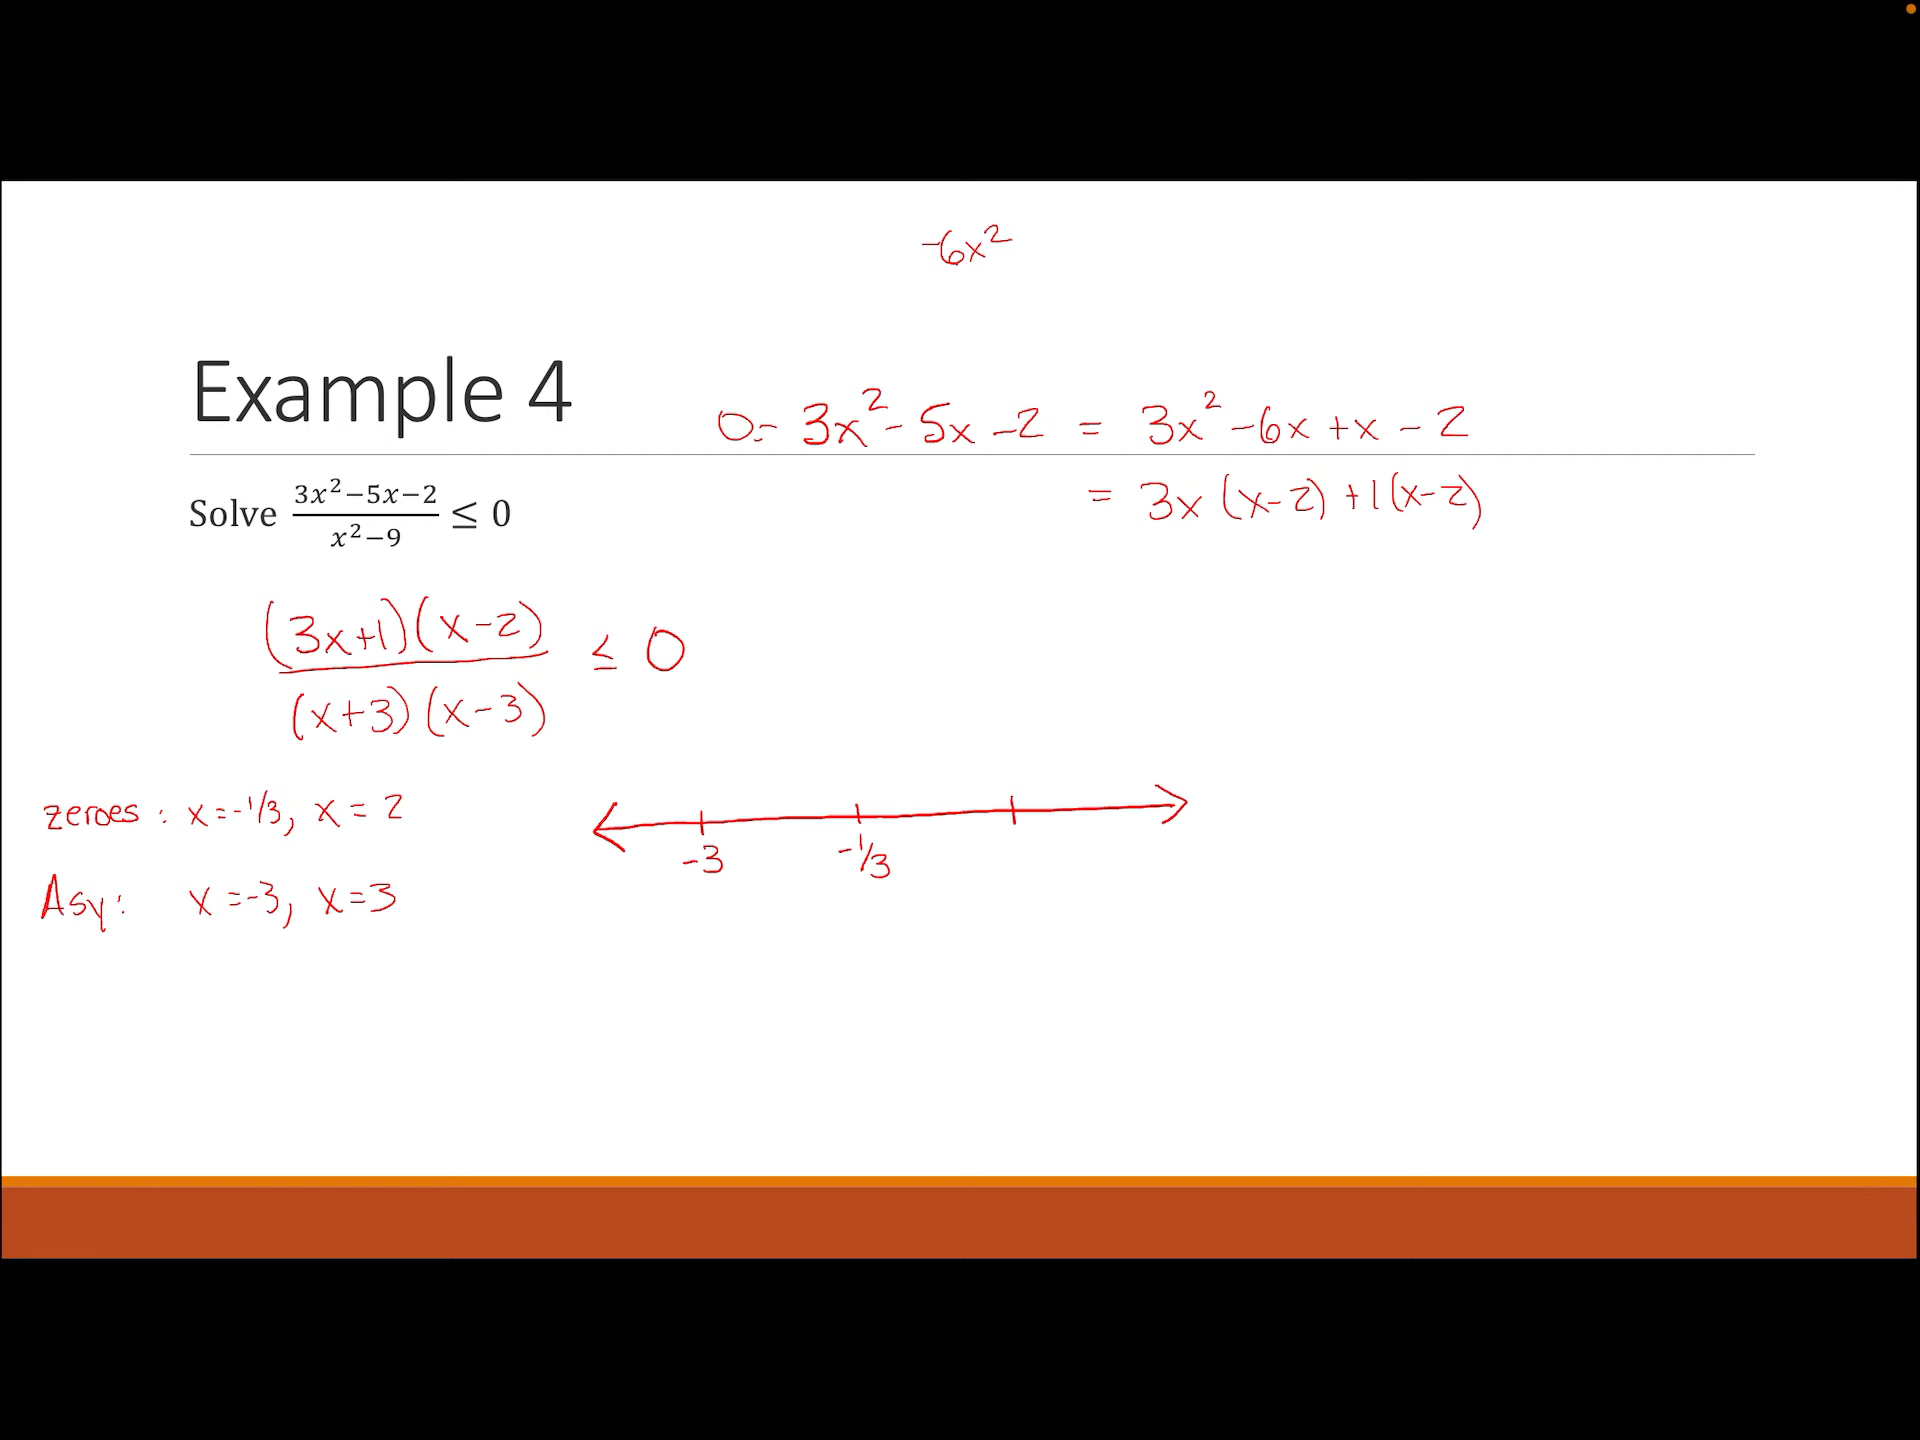 -6x²
Example 4
0 = 3x² - 5x - 2 = 3x² - 6x + x - 2
= 3x (x-2) + 1(x-2)
Solve (3x²−5x−2)/(x²−9) ≤ 0
(3x+1)(x-2)
≤ 0
(x+3)(x-3)
zeroes : x=-1/3, x = 2
-3 -1/3
Asy: x=-3, x=3